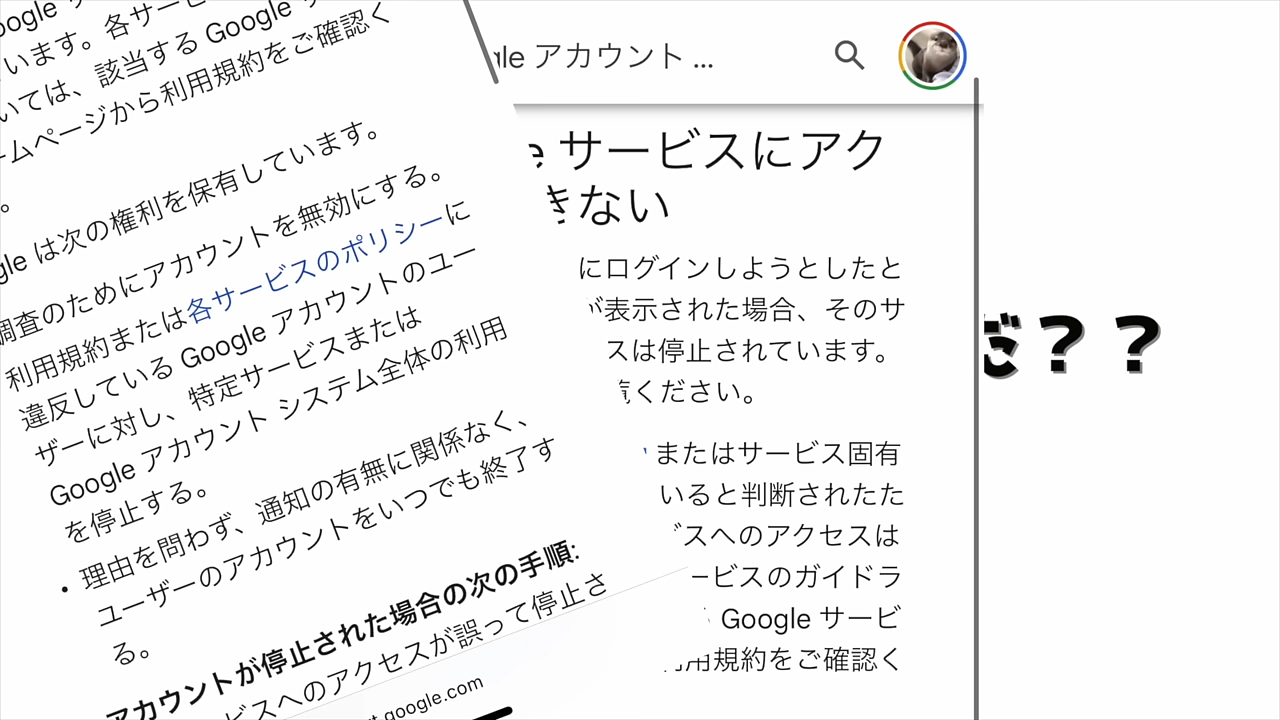 Google
います。各サービ
いては、該当する Google
ームページから利用規約をご確認く
。
gle は次の権利を保有しています。
調査のためにアカウントを無効にする。
利用規約または各サービスのポリシーに
違反している Google アカウントのユー
ザーに対し、特定サービスまたは
Google アカウント システム全体の利用
を停止する。
• 理由を問わず、通知の有無に関係なく、
ユーザーのアカウントをいつでも終了す
る。
アカウントが停止された場合の次の手順:
ビスへのアクセスが誤って停止さ
t.google.com
gle アカウント ...
e サービスにアク
きない
にログインしようとしたと
が表示された場合、そのサ
スは停止されています。
ください。
またはサービス固有
いると判断されたた
ビスへのアクセスは
ービスのガイドラ
Google サービ
用規約をご確認く
だ？？